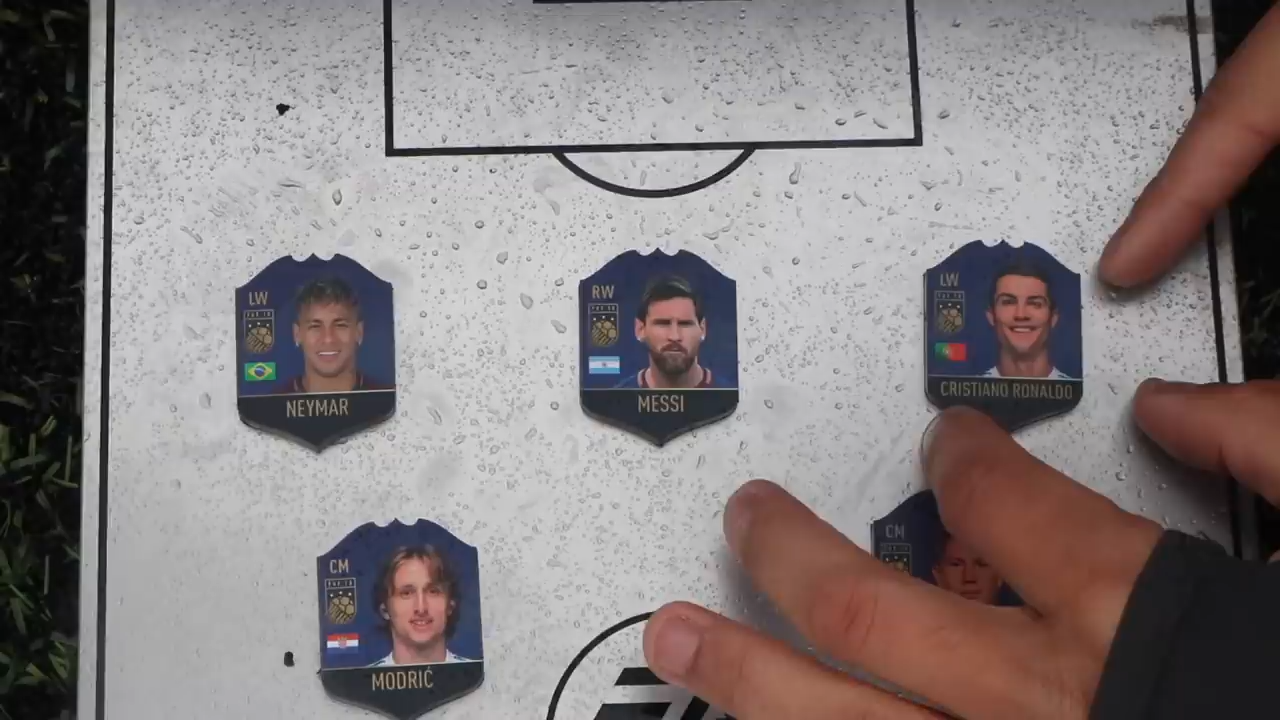 LW
NEYMAR
RW
MESSI
LW
CRISTIANO RONALDO
CM
MODRIĆ
CM